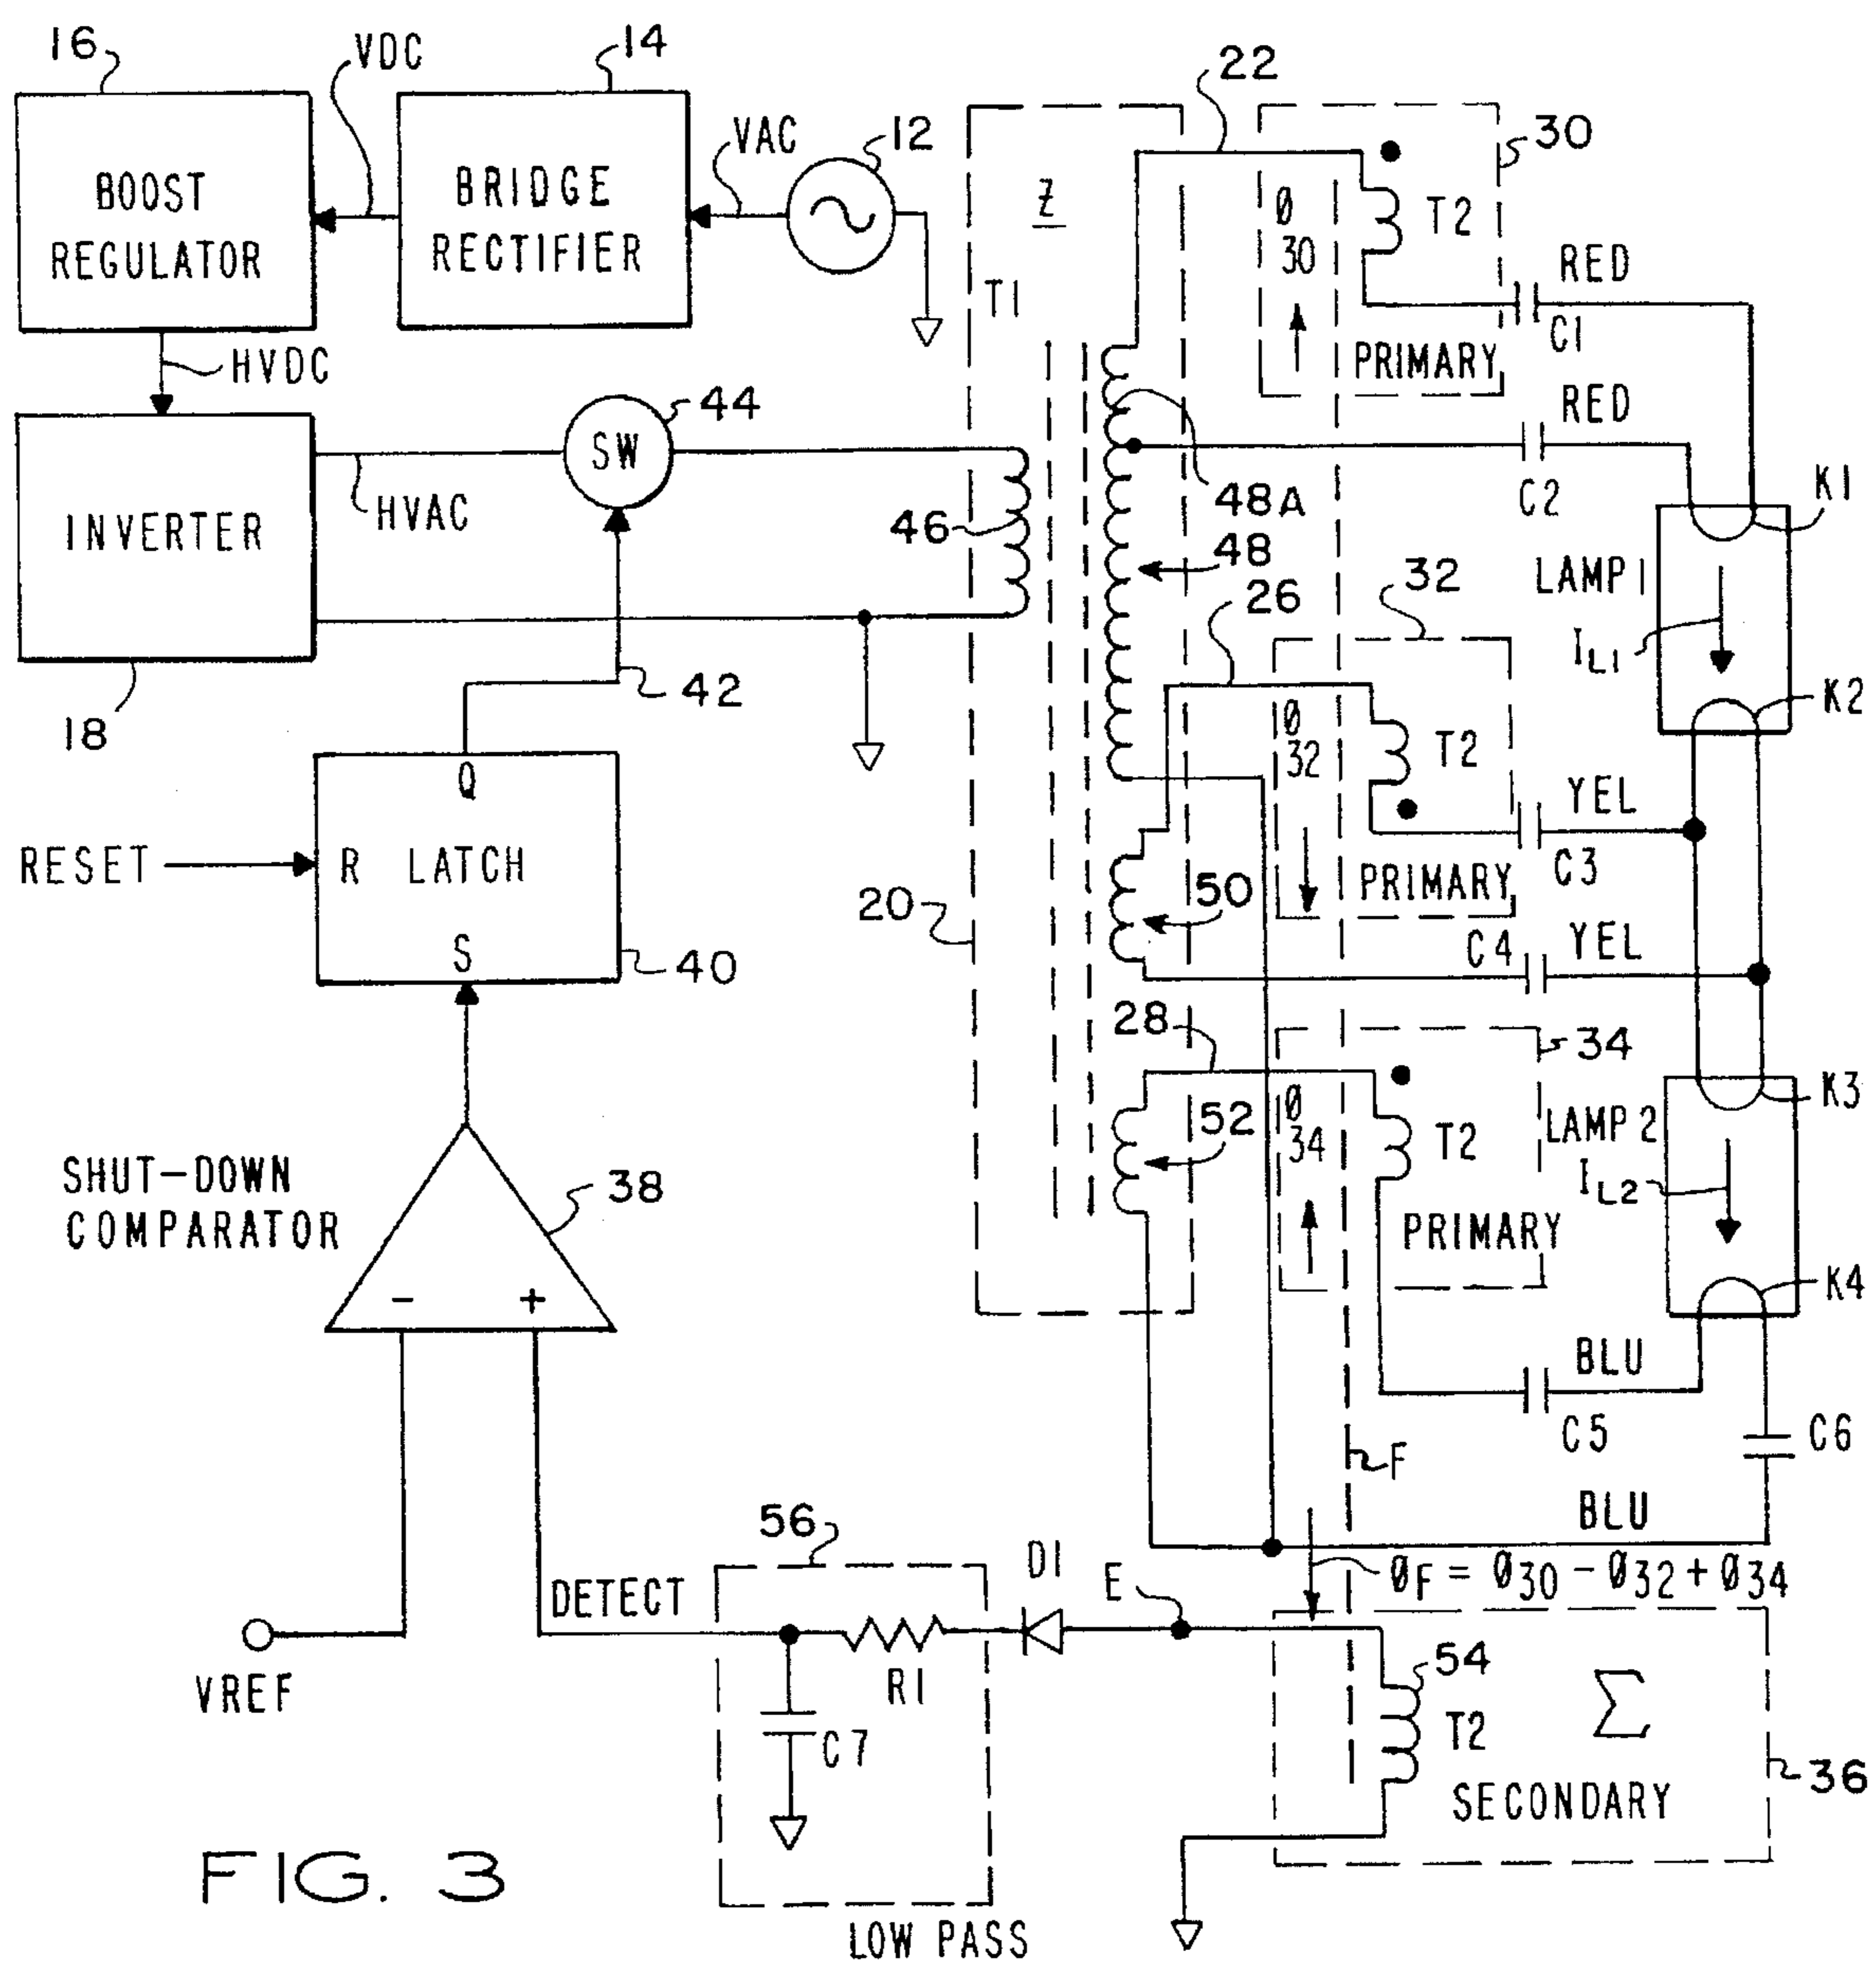 16
VDC
14
22
VAC
12
30
BOOST
REGULATOR
BRIDGE
RECTIFIER
Z
T1
Ø
30
T2
RED
C1
PRIMARY
HVDC
44
RED
INVERTER
SW
HVAC
46
48A
C2
K1
48
LAMP 1
32
26
IL1
42
K2
18
Ø
32
T2
Q
YEL
RESET
R LATCH
C3
PRIMARY
20
50
S
40
C4
YEL
28
34
K3
52
Ø
34
T2
LAMP 2
SHUT-DOWN
COMPARATOR
38
IL2
PRIMARY
- +
K4
BLU
C5
C6
F
56
D1
E
BLU
ØF = Ø30 - Ø32 + Ø34
DETECT
VREF
R1
54
Σ
C7
T2
36
SECONDARY
FIG. 3
LOW PASS